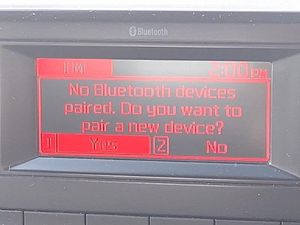 Bluetooth
FM
No Bluetooth devices
paired. Do you want to
pair a new device?
1 Yes 2 No